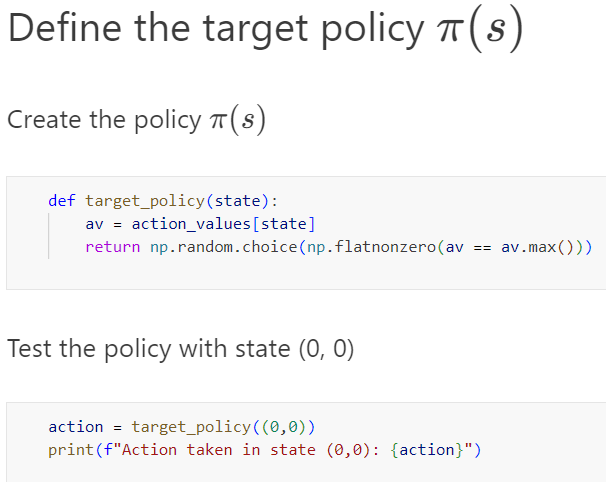 Define the target policy π(s)
Create the policy π(s)
def target_policy(state):
    av = action_values[state]
    return np.random.choice(np.flatnonzero(av == av.max()))
Test the policy with state (0, 0)
action = target_policy((0,0))
print(f"Action taken in state (0,0): {action}")